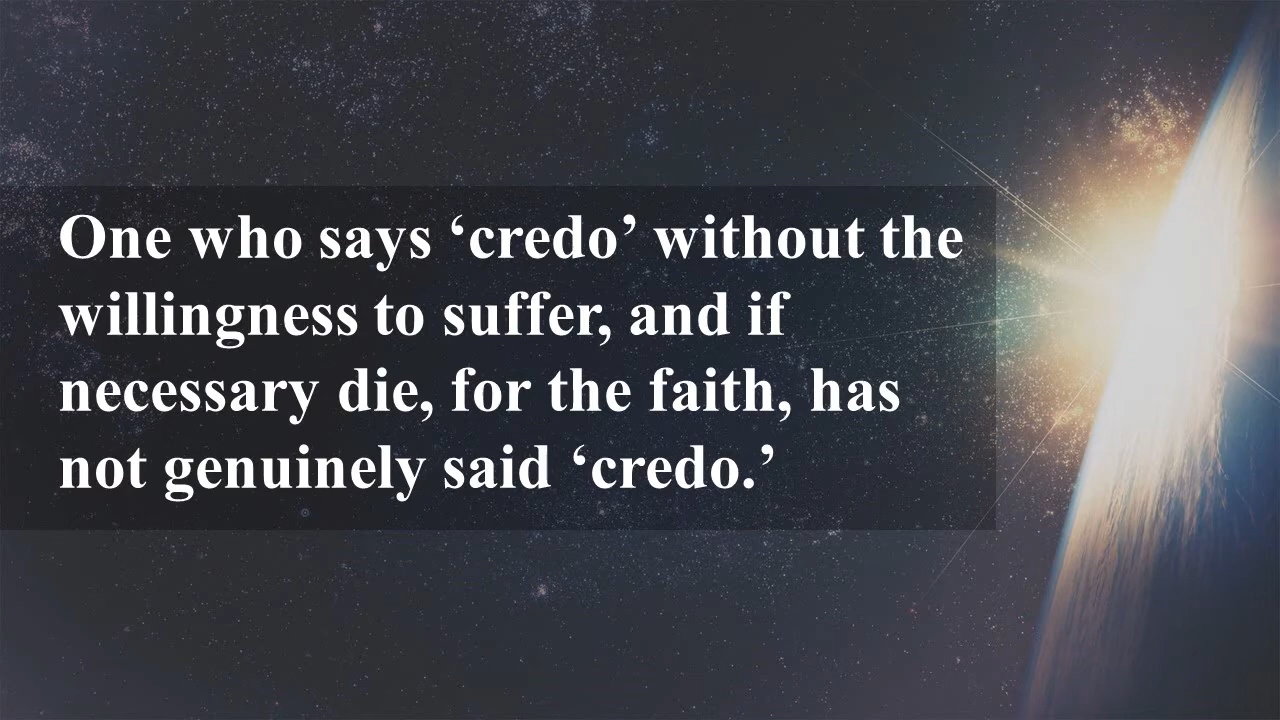 One who says ‘credo’ without the
willingness to suffer, and if
necessary die, for the faith, has
not genuinely said ‘credo.’